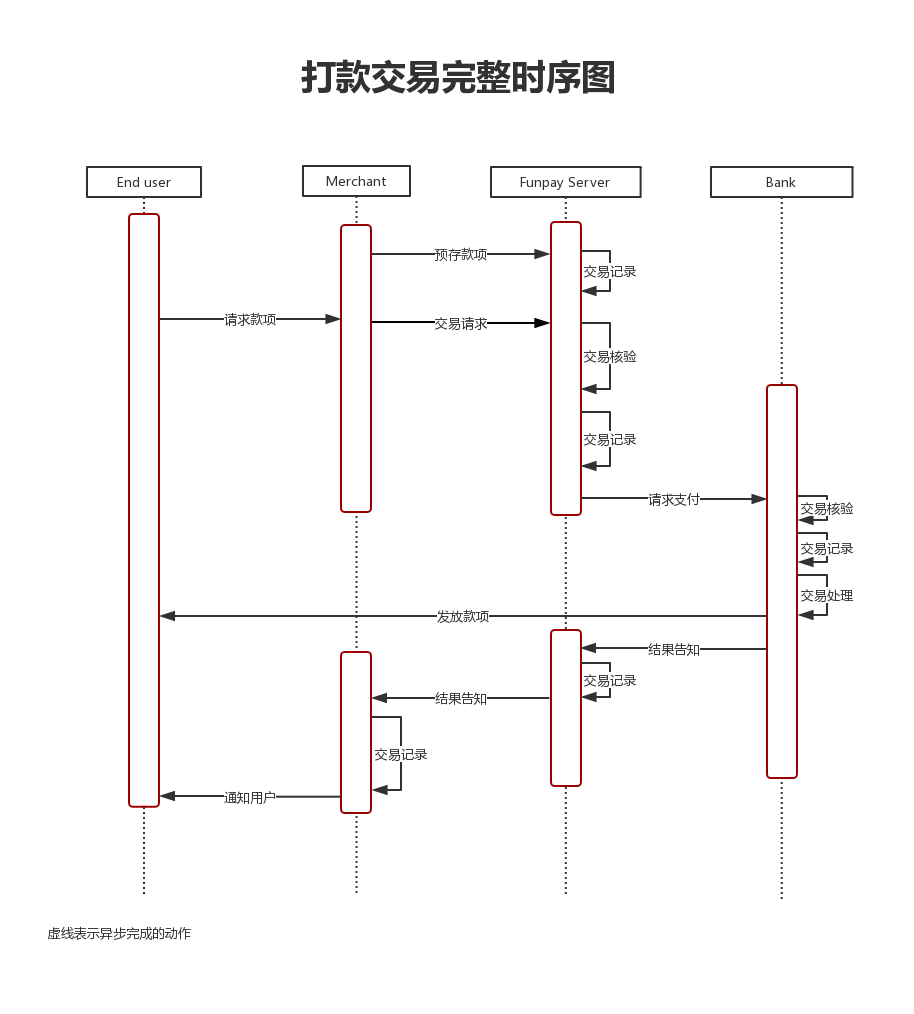 打款交易完整时序图
End user
Merchant
Funpay Server
Bank
预存款项
交易记录
请求款项
交易请求
交易核验
交易记录
请求支付
交易核验
交易记录
交易处理
发放款项
结果告知
交易记录
结果告知
交易记录
通知用户
虚线表示异步完成的动作